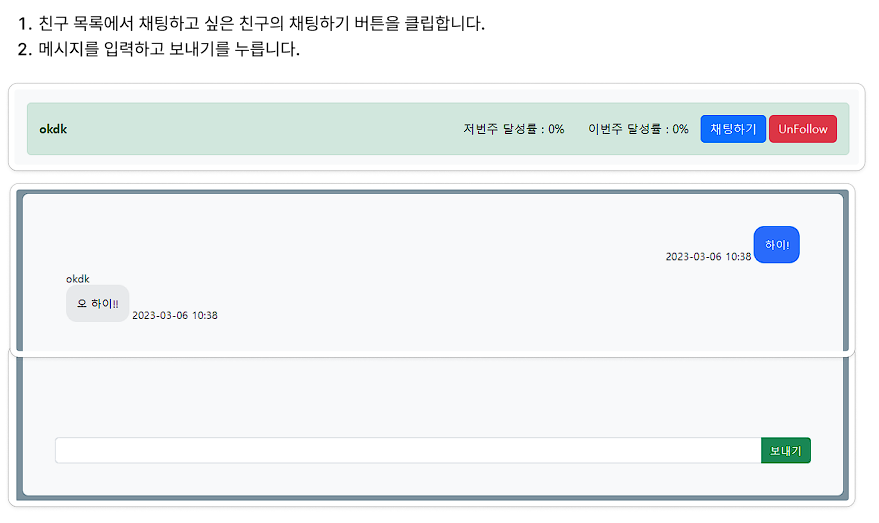 1. 친구 목록에서 채팅하고 싶은 친구의 채팅하기 버튼을 클립합니다.
2. 메시지를 입력하고 보내기를 누릅니다.
okdk 저번주 달성률 : 0% 이번주 달성률 : 0% 채팅하기 UnFollow
2023-03-06 10:38 하이!
okdk
오 하이!! 2023-03-06 10:38
보내기